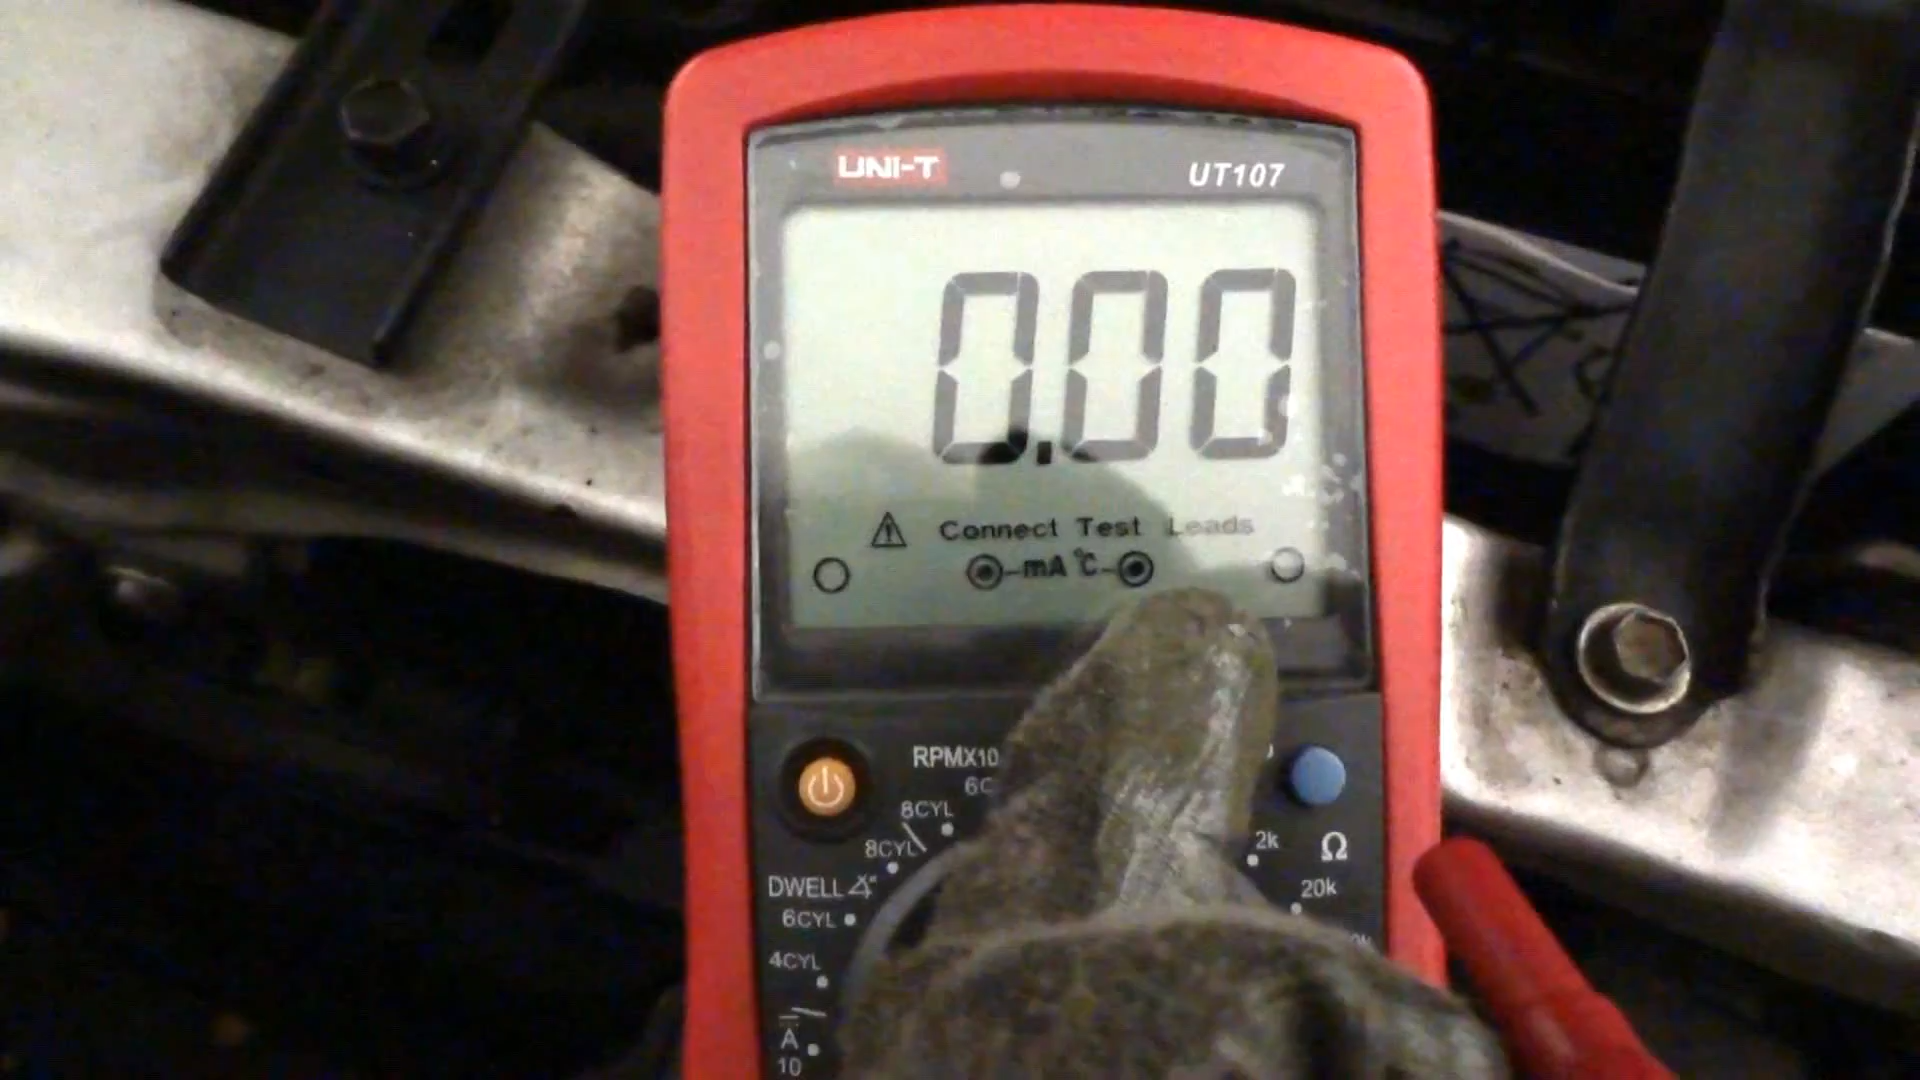 UNI-T UT107
0.00
Connect Test Leads
mA °C
RPMX10
8CYL
8CYL
2k Ω
DWELL
20k
6CYL
4CYL
A
10